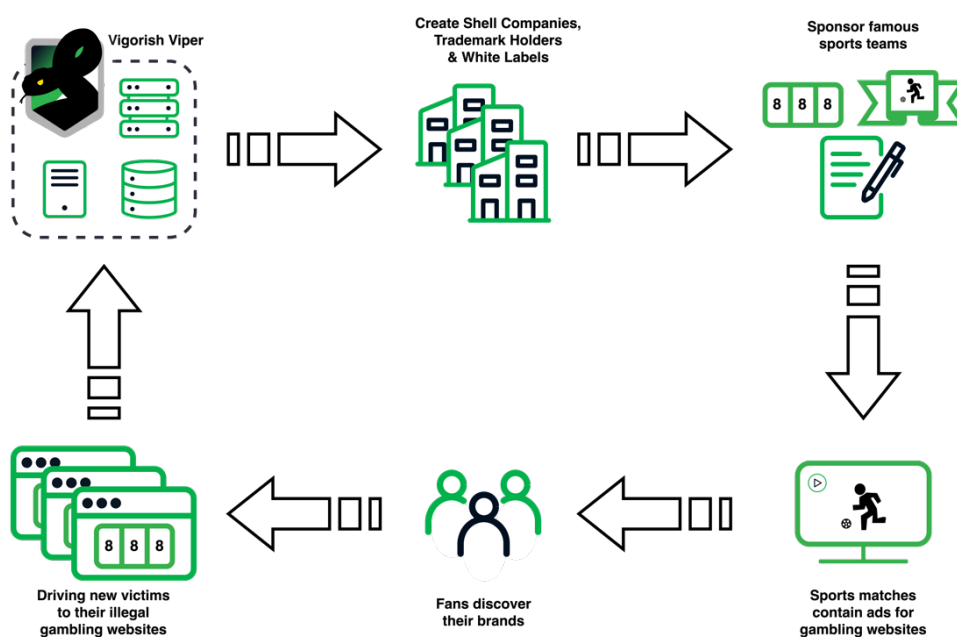 Vigorish Viper
Create Shell Companies,
Trademark Holders
& White Labels
Sponsor famous
sports teams
8 8 8
Sports matches
contain ads for
gambling websites
Fans discover
their brands
8 8 8
Driving new victims
to their illegal
gambling websites